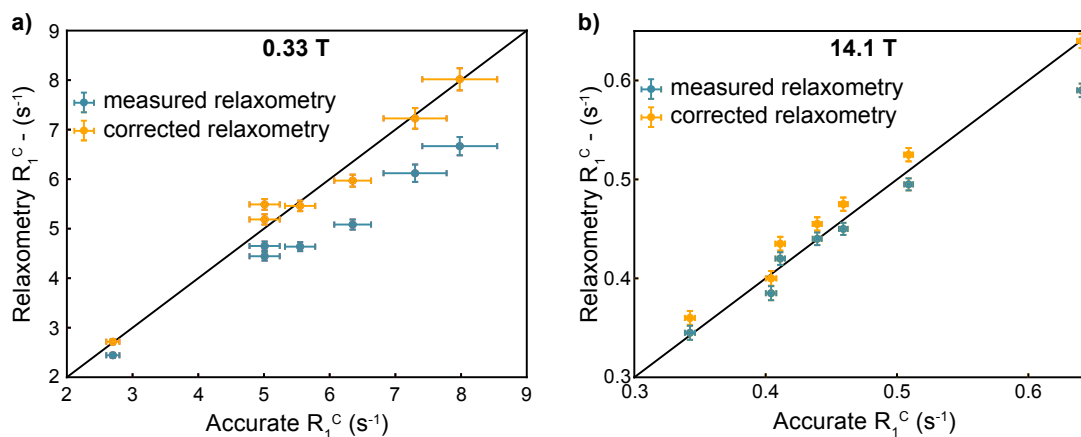 a)
0.33 T
measured relaxometry
corrected relaxometry
Relaxometry R₁ᶜ - (s⁻¹)
9
8
7
6
5
4
3
2
2 3 4 5 6 7 8 9
Accurate R₁ᶜ (s⁻¹)
b)
14.1 T
measured relaxometry
corrected relaxometry
Relaxometry R₁ᶜ - (s⁻¹)
0.6
0.5
0.4
0.3
0.3 0.4 0.5 0.6
Accurate R₁ᶜ (s⁻¹)